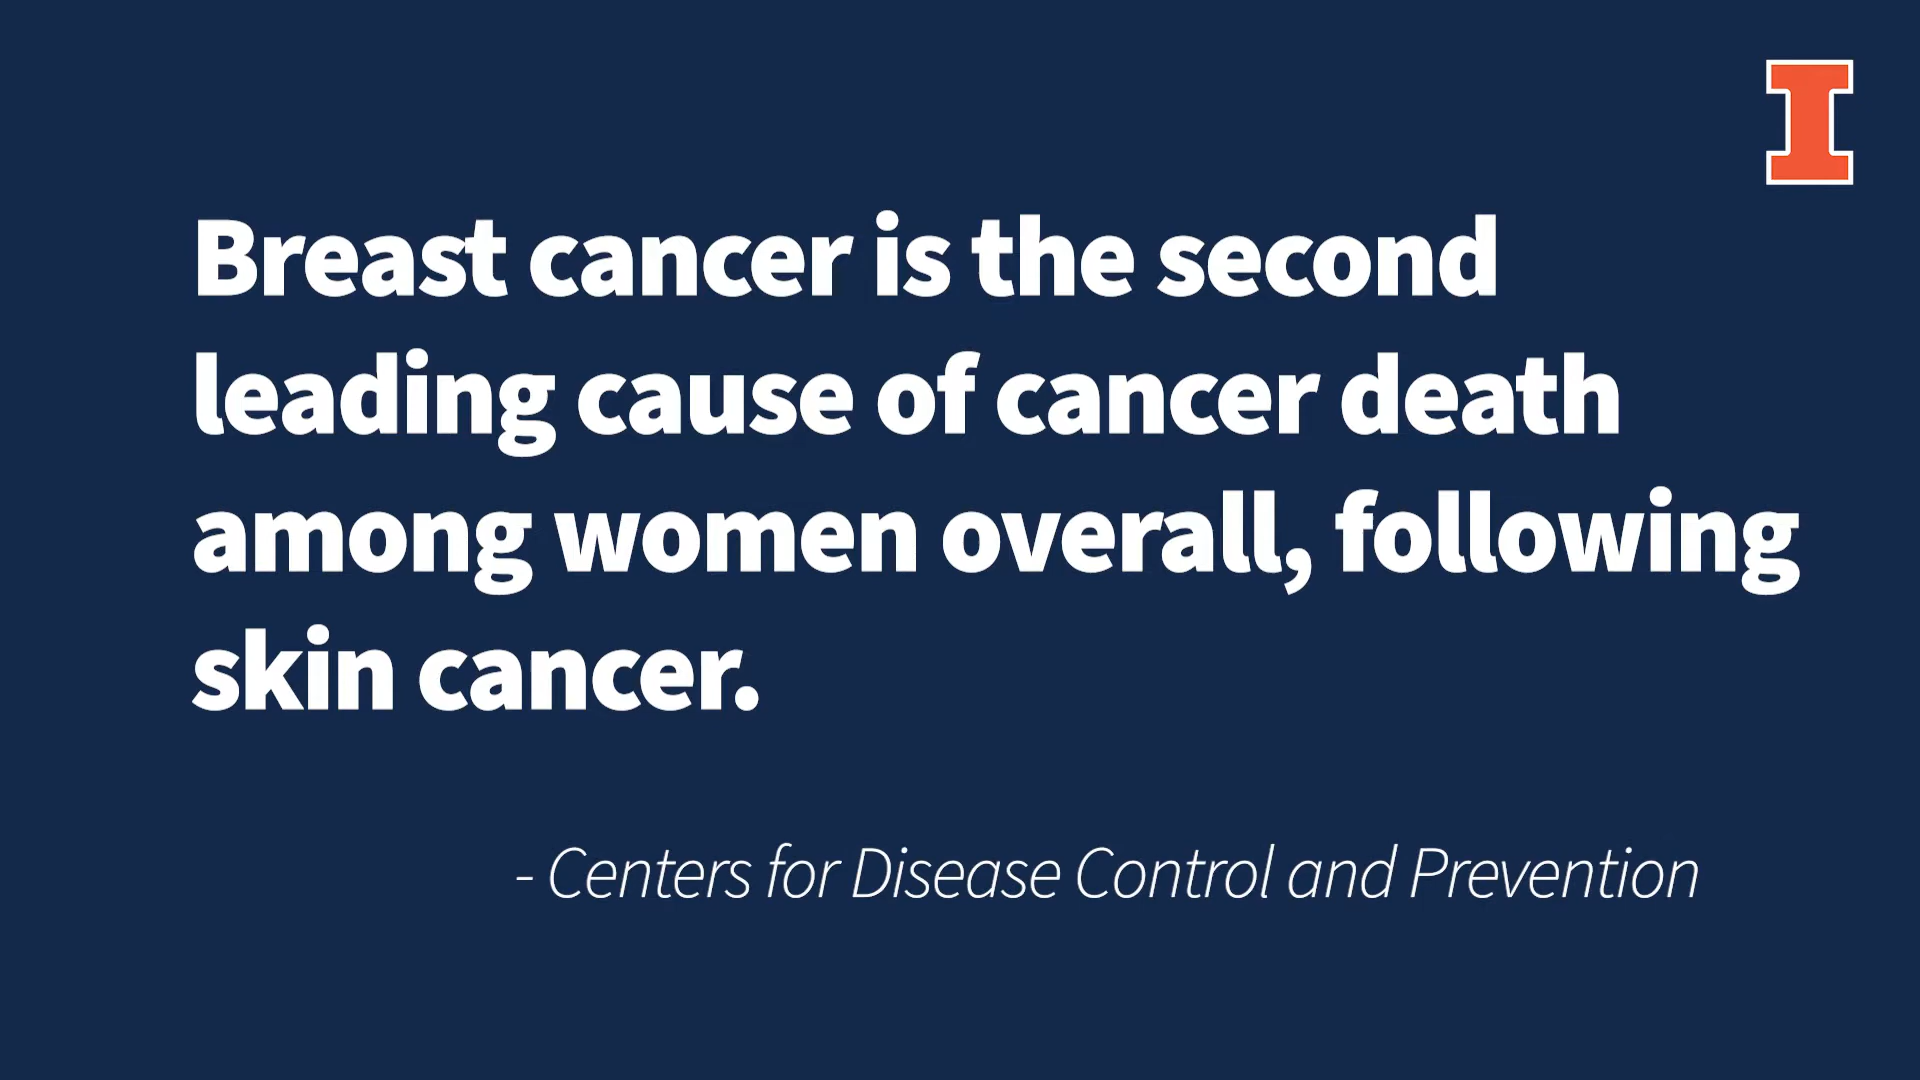 I
Breast cancer is the second
leading cause of cancer death
among women overall, following
skin cancer.
- Centers for Disease Control and Prevention